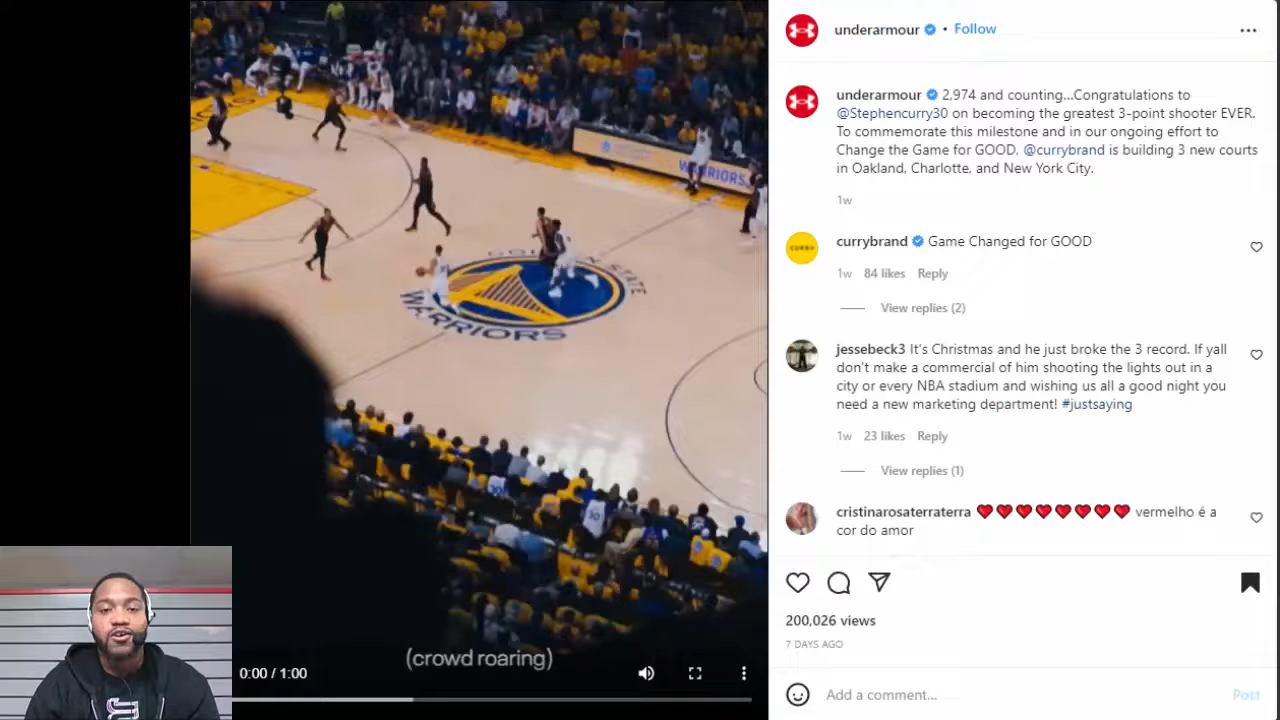 underarmour • Follow
underarmour 2,974 and counting...Congratulations to
@Stephencurry30 on becoming the greatest 3-point shooter EVER.
To commemorate this milestone and in our ongoing effort to
Change the Game for GOOD, @currybrand is building 3 new courts
in Oakland, Charlotte, and New York City.
1w
currybrand Game Changed for GOOD
1w 84 likes Reply
View replies (2)
jessebeck3 It's Christmas and he just broke the 3 record. If yall
don't make a commercial of him shooting the lights out in a
city or every NBA stadium and wishing us all a good night you
need a new marketing department! #justsaying
1w 23 likes Reply
View replies (1)
cristinarosaterraterra ❤❤❤❤❤❤❤❤ vermelho é a
cor do amor
200,026 views
7 DAYS AGO
Add a comment... Post
WARRIORS
GOLDEN STATE
WARRIORS
30
(crowd roaring)
0:00 / 1:00